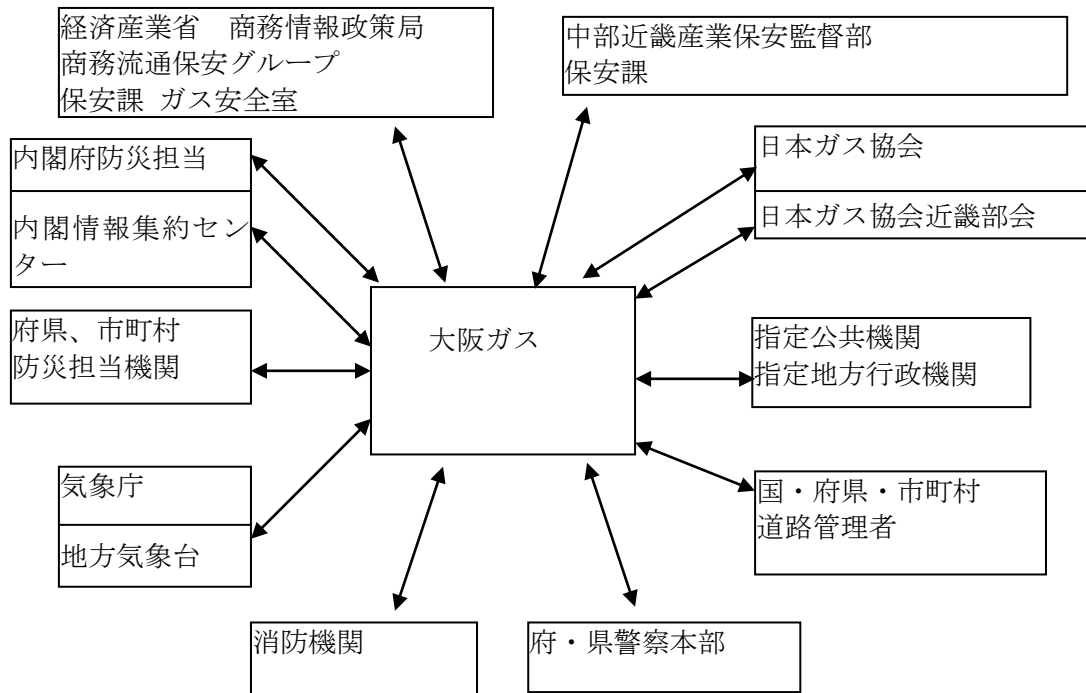 経済産業省　商務情報政策局
商務流通保安グループ
保安課 ガス安全室
中部近畿産業保安監督部
保安課
内閣府防災担当
内閣情報集約セン
ター
日本ガス協会
日本ガス協会近畿部会
府県、市町村
防災担当機関
大阪ガス
指定公共機関
指定地方行政機関
気象庁
地方気象台
国・府県・市町村
道路管理者
消防機関
府・県警察本部